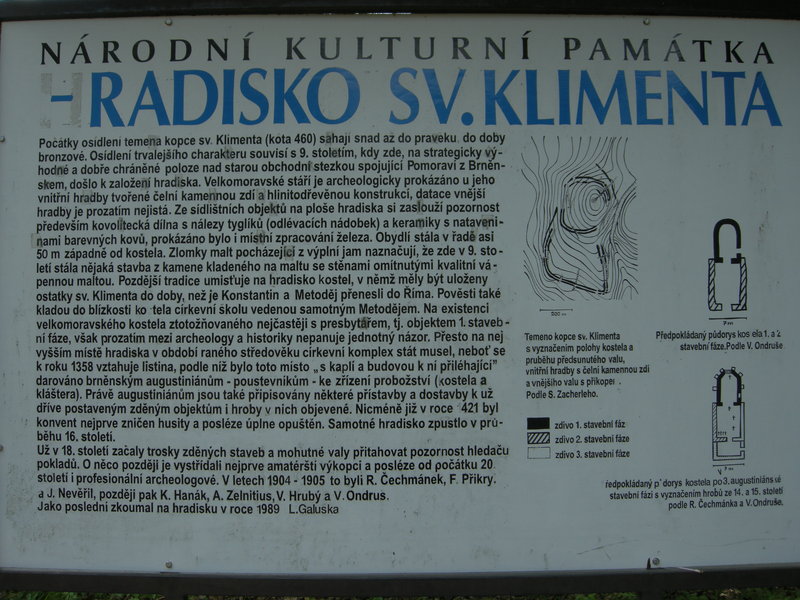 NÁRODNÍ KULTURNÍ PAMÁTKA
HRADISKO SV. KLIMENTA
Počátky osídlení temena kopce sv. Klimenta (kóta 460) sahají snad až do pravěku, do doby
bronzové. Osídlení trvalejšího charakteru souvisí s 9. stoletím, kdy zde, na strategicky vý-
hodné a dobře chráněné poloze nad starou obchodní stezkou spojující Pomoraví z Brněn-
skem, došlo k založení hradiska. Velkomoravské stáří je archeologicky prokázáno u jeho
vnitřní hradby tvořené čelní kamennou zdí a hlinitodřevěnou konstrukcí, datace vnější
hradby je prozatím nejistá. Ze sídlištních objektů na ploše hradiska si zaslouží pozornost
především kovolitecká dílna s nálezy tyglíků (odlévacích nádobek) a keramiky s nataveni-
nami barevných kovů, prokázáno bylo i místní zpracování železa. Obydlí stála v řadě asi
50 m západně od kostela. Zlomky malt pocházející z výplní jam naznačují, že zde v 9. sto-
letí stála nějaká stavba z kamene kladeného na maltu se stěnami omítnutými kvalitní vá-
pennou maltou. Pozdější tradice umisťuje na hradisko kostel, v němž měly být uloženy
ostatky sv. Klimenta do doby, než je Konstantin a Metoděj přenesli do Říma. Pověsti také
kladou do blízkosti ko tela církevní školu vedenou samotným Metodějem. Na existenci
velkomoravského kostela ztotožňovaného nejčastěji s presbytářem, tj. objektem 1. staveb-
ní fáze, však prozatím mezi archeology a historiky nepanuje jednotný názor. Přesto na nej
vyšším místě hradiska v období raného středověku církevní komplex stát musel, neboť se
k roku 1358 vztahuje listina, podle níž bylo toto místo „s kaplí a budovou k ní přiléhající"
darováno brněnským augustiniánům - poustevníkům - ke zřízení probožství (kostela a
kláštera). Právě augustiniánům jsou také připisovány některé přístavby a dostavby k už
dříve postaveným zděným objektům i hroby v nich objevené. Nicméně již v roce 421 byl
konvent nejprve zničen husity a posléze úplně opuštěn. Samotné hradisko zpustlo v prů-
běhu 16. století.
Už v 18. století začaly trosky zděných staveb a mohutné valy přitahovat pozornost hledačů
pokladů. O něco později je vystřídali nejprve amatérští výkopci a posléze od počátku 20
století i profesionální archeologové. V letech 1904 - 1905 to byli R. Čechmánek, F. Přikry.
a J. Nevěřil, později pak K. Hanák, A. Zelnitius, V. Hrubý a V. Ondrus.
Jako poslední zkoumal na hradisku v roce 1989 L.Galuska
200 m
Temeno kopce sv. Klimenta
s vyznačením polohy kostela a
průběhu předsunutého valu,
vnitřní hradby s čelní kamennou zdí
a vnějšího valu s příkopem.
Podle S. Zacherleho.
zdivo 1. stavební fáz
zdivo 2. stavební fáze
zdivo 3. stavební fáze
7m
Předpokládaný půdorys kos ela 1. a 2
stavební fáze. Podle V. Ondruše
7m
ředpokládaný p dorys kostela po 3. augustiniánské
stavební fázi s vyznačením hrobů ze 14. a 15. století
podle R. Čechmánka a V. Ondruše.